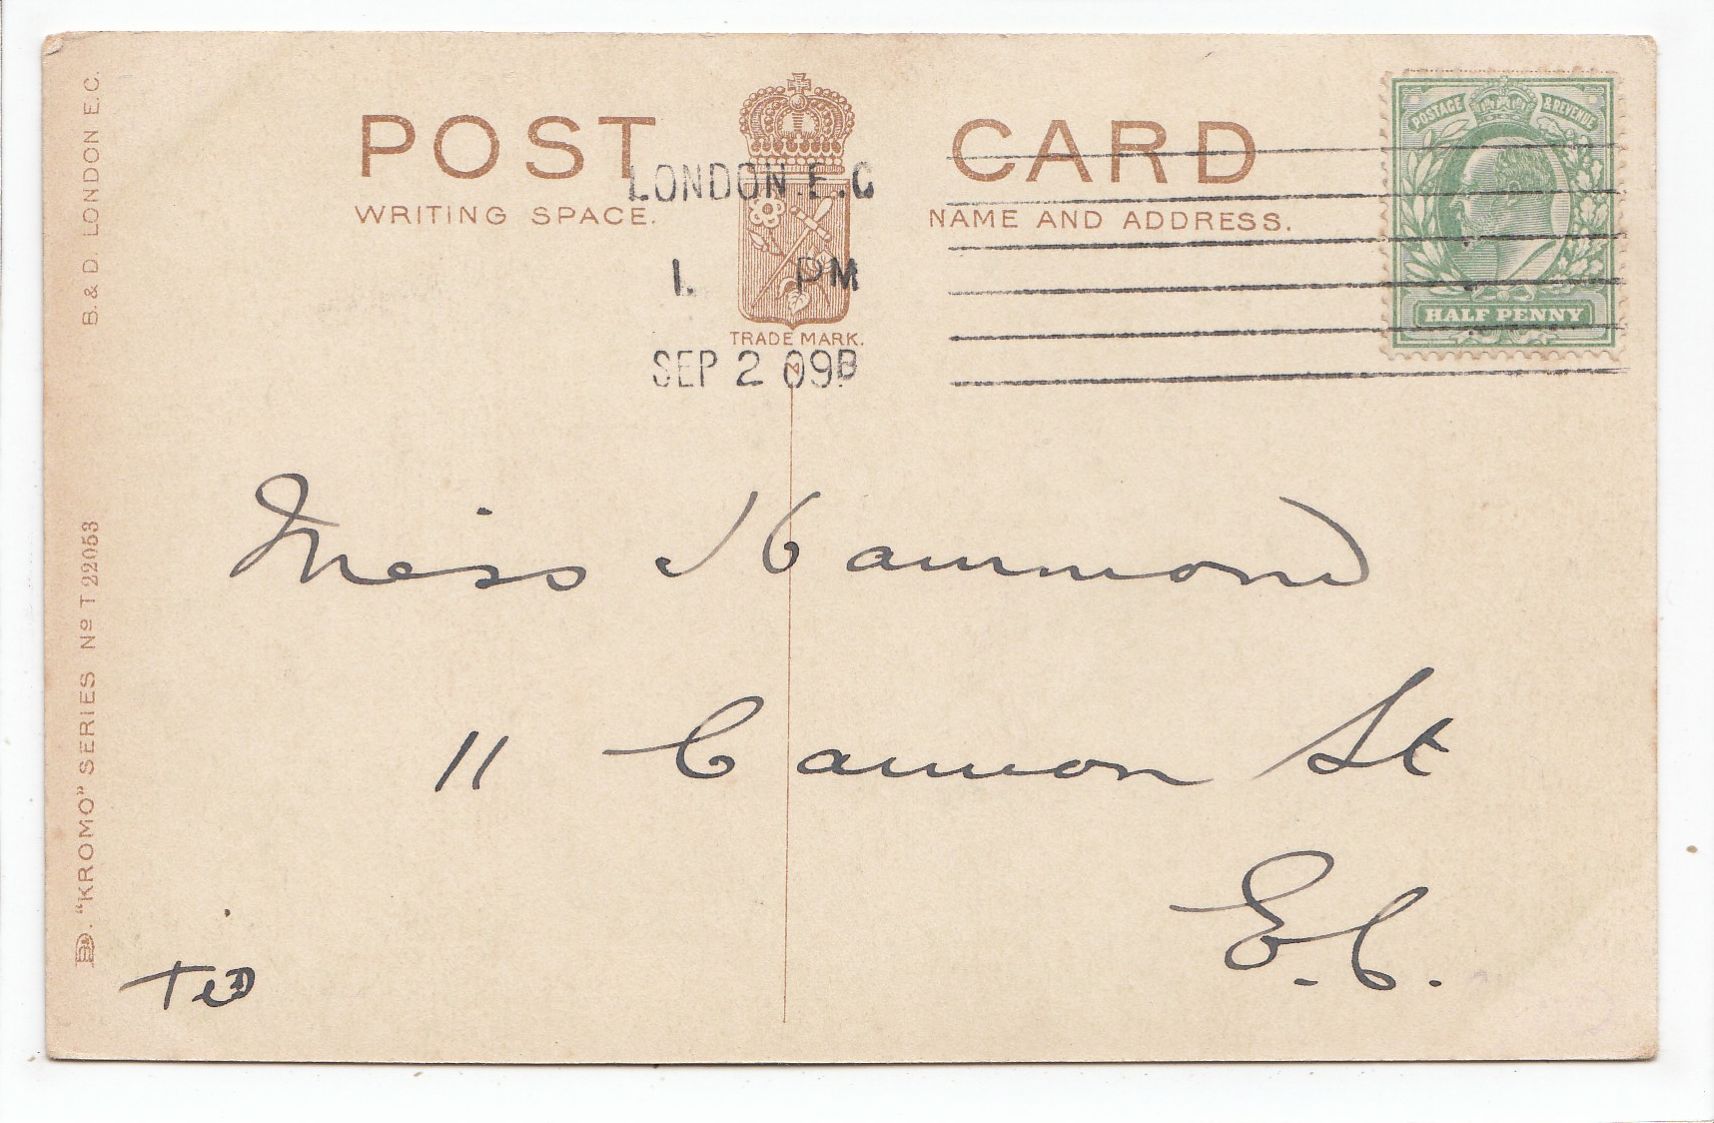 POST CARD
WRITING SPACE.
NAME AND ADDRESS.
TRADE MARK.
POSTAGE & REVENUE
HALF PENNY
LONDON E.C
1. PM
SEP 2 09B
Miss Hammond
11 Cannon St
E.C.
B. & D. LONDON E.C.
"KROMO" SERIES No T 22053